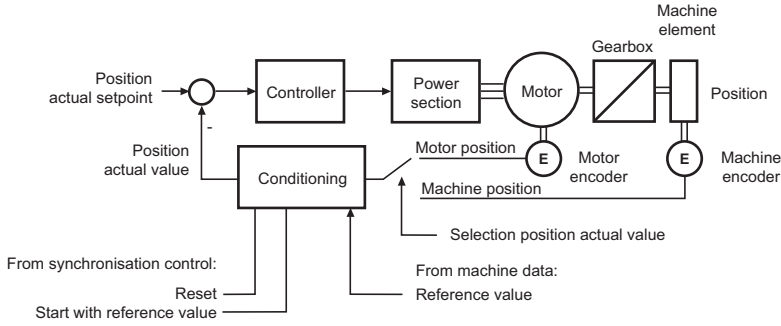 Machine
element
Gearbox
Position
actual setpoint
Controller
Power
section
Motor
Position
-
Position
actual value
Conditioning
Motor position
E
Motor
encoder
E
Machine
encoder
Machine position
Selection position actual value
From synchronisation control:
From machine data:
Reset
Reference value
Start with reference value